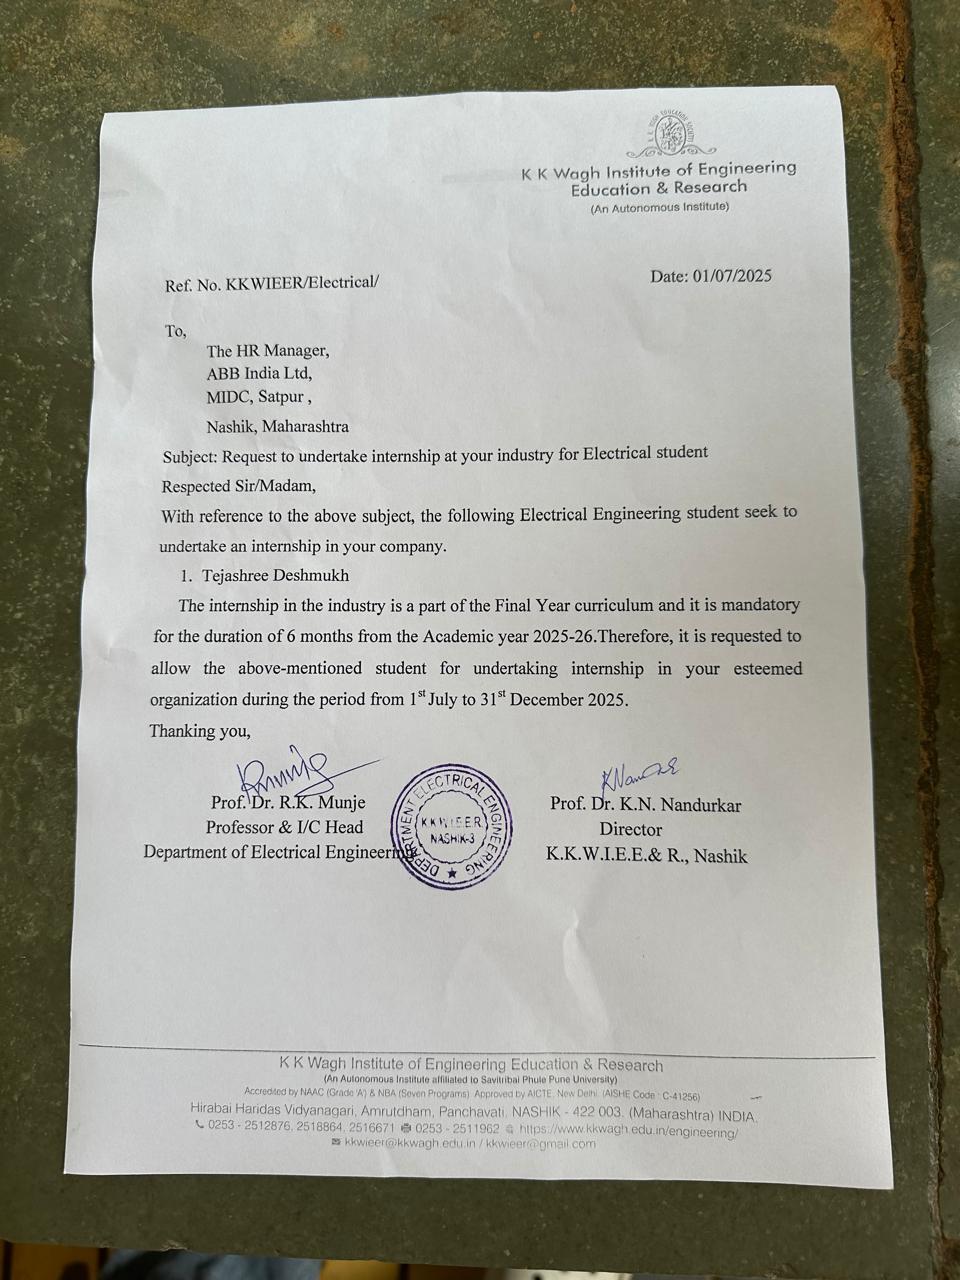 K. K. WAGH EDUCATION SOCIETY
K K Wagh Institute of Engineering
Education & Research
(An Autonomous Institute)
Ref. No. KKWIEER/Electrical/
Date: 01/07/2025
To,
The HR Manager,
ABB India Ltd,
MIDC, Satpur ,
Nashik, Maharashtra
Subject: Request to undertake internship at your industry for Electrical student
Respected Sir/Madam,
With reference to the above subject, the following Electrical Engineering student seek to
undertake an internship in your company.
1. Tejashree Deshmukh
The internship in the industry is a part of the Final Year curriculum and it is mandatory
for the duration of 6 months from the Academic year 2025-26.Therefore, it is requested to
allow the above-mentioned student for undertaking internship in your esteemed
organization during the period from 1st July to 31st December 2025.
Thanking you,
Prof. Dr. R.K. Munje
Professor & I/C Head
Department of Electrical Engineering
DEPARTMENT ELECTRICAL ENGINEERING
KKWIEER
NASHIK-3
Prof. Dr. K.N. Nandurkar
Director
K.K.W.I.E.E.& R., Nashik
K K Wagh Institute of Engineering Education & Research
(An Autonomous Institute affiliated to Savitribai Phule Pune University)
Accredited by NAAC (Grade 'A') & NBA (Seven Programs) Approved by AICTE, New Delhi. (AISHE Code : C-41256)
Hirabai Haridas Vidyanagari, Amrutdham, Panchavati, NASHIK - 422 003. (Maharashtra) INDIA.
0253 - 2512876, 2518864, 2516671 0253 - 2511962 https://www.kkwagh.edu.in/engineering/
kkwieer@kkwagh.edu.in / kkwieer@gmail.com